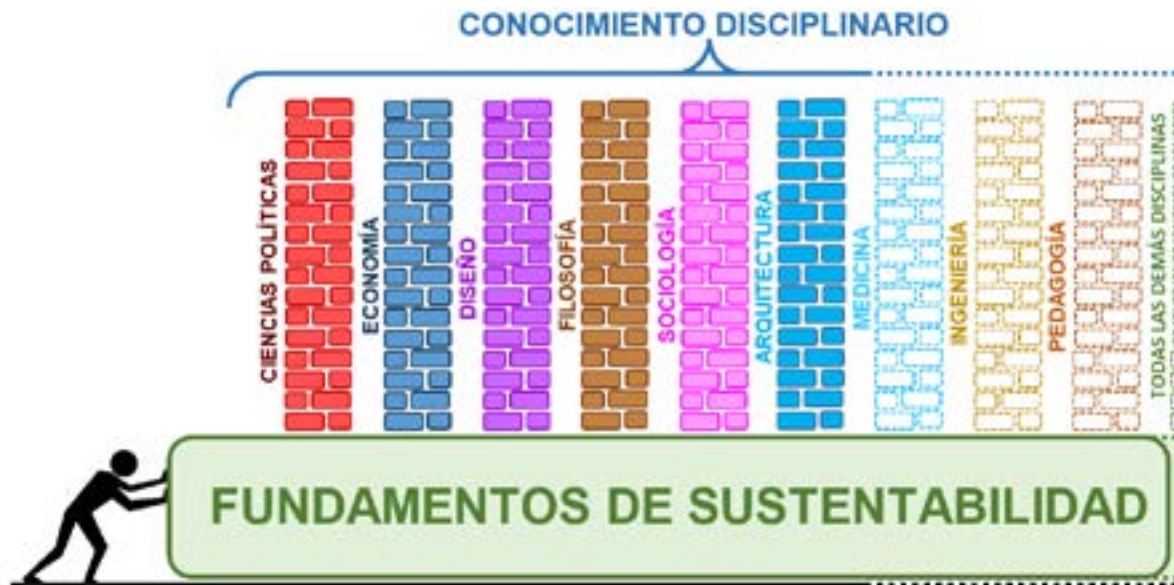 CONOCIMIENTO DISCIPLINARIO
CIENCIAS POLÍTICAS
ECONOMÍA
DISEÑO
FILOSOFÍA
SOCIOLOGÍA
ARQUITECTURA
MEDICINA
INGENIERÍA
PEDAGOGÍA
TODAS LAS DEMÁS DISCIPLINAS
FUNDAMENTOS DE SUSTENTABILIDAD